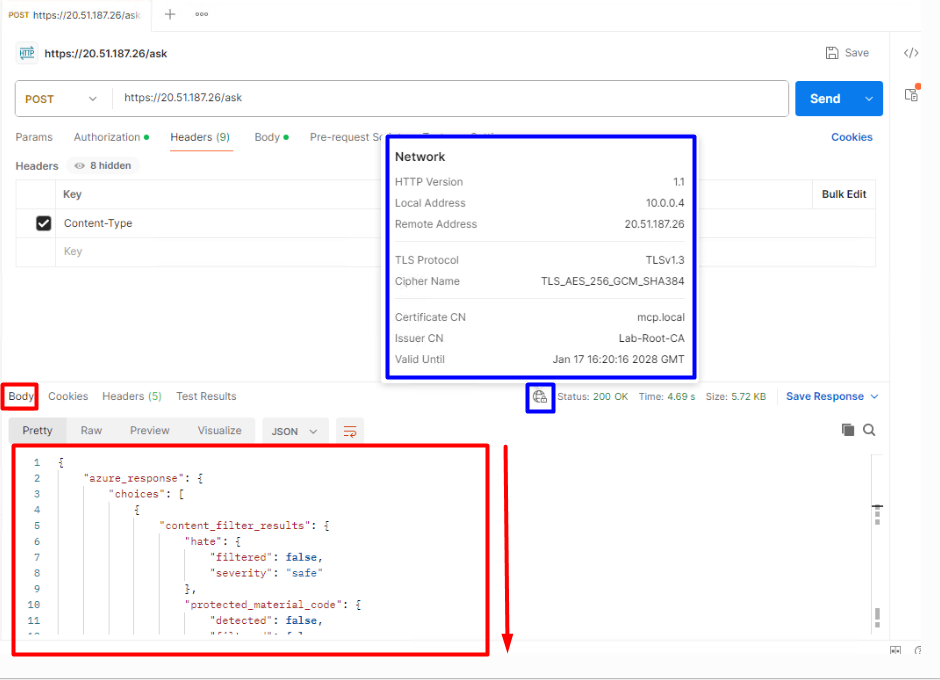 POST https://20.51.187.26/ask
HTTP https://20.51.187.26/ask
Save
POST
https://20.51.187.26/ask
Send
Params
Authorization
Headers (9)
Body
Pre-request
Cookies
Headers
8 hidden
Key
Bulk Edit
Content-Type
Key
Network
HTTP Version 1.1
Local Address 10.0.0.4
Remote Address 20.51.187.26
TLS Protocol TLSv1.3
Cipher Name TLS_AES_256_GCM_SHA384
Certificate CN mcp.local
Issuer CN Lab-Root-CA
Valid Until Jan 17 16:20:16 2028 GMT
Body Cookies Headers (5) Test Results
Status: 200 OK Time: 4.69 s Size: 5.72 KB Save Response
Pretty Raw Preview Visualize JSON
1 {
2 "azure_response": {
3 "choices": [
4 {
5 "content_filter_results": {
6 "hate": {
7 "filtered": false,
8 "severity": "safe"
9 },
10 "protected_material_code": {
11 "detected": false,